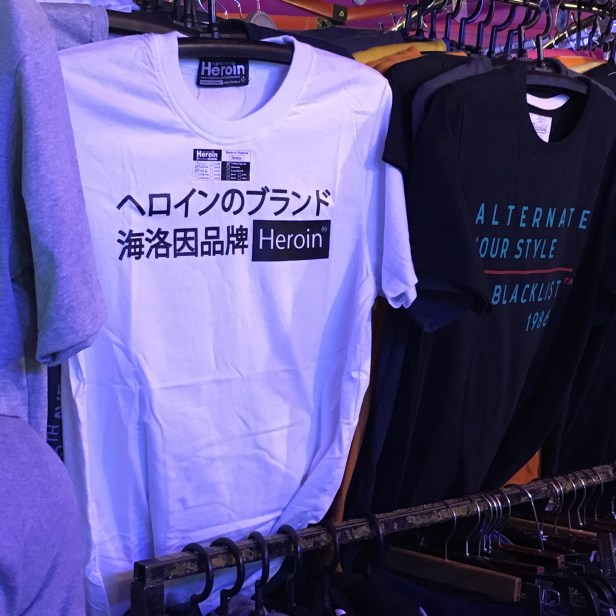 Heroin
Heroin
ヘロインのブランド
海洛因品牌 Heroin®
ALTERNATE
YOUR STYLE
BLACKLIST
1986